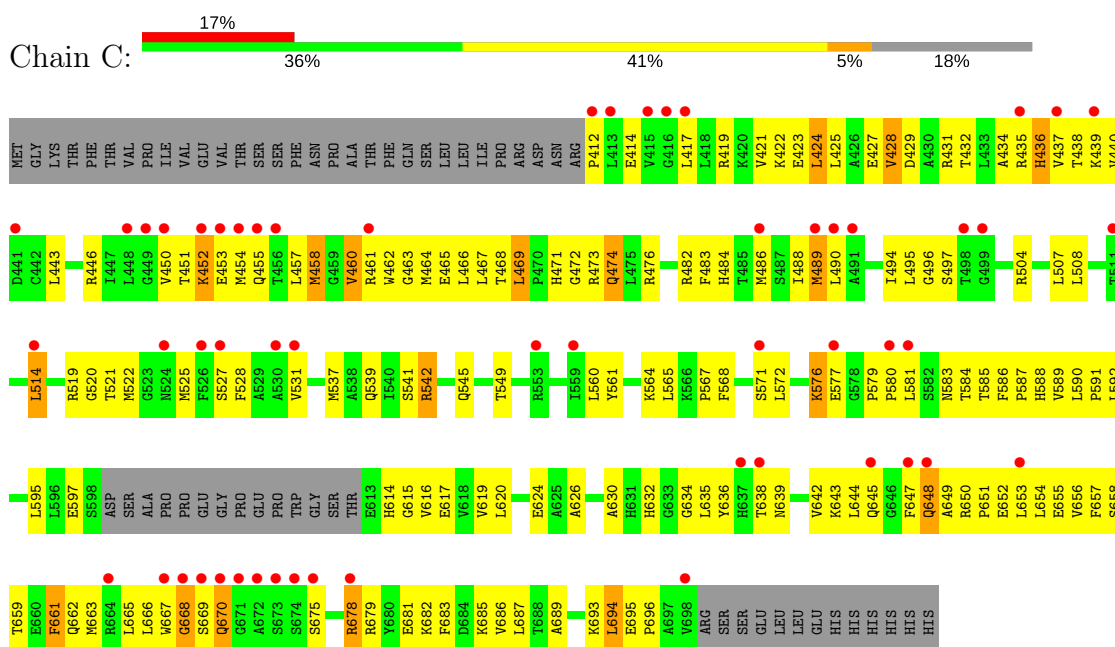 17%
Chain C:
36% 41% 5% 18%
MET GLY LYS THR PHE THR VAL PRO ILE VAL GLU VAL THR SER SER PHE ASN PRO ALA THR PHE GLN SER LEU LEU ILE PRO ARG ASP ASN ARG P412 L413 E414 V415 G416 L417 L418 R419 K420 V421 K422 E423 L424 L425 A426 E427 V428 D429 A430 R431 T432 L433 A434 R435 H436 V437 T438 K439 V440
D441 C442 L443 R446 I447 L448 G449 V450 T451 K452 E453 M454 Q455 T456 L457 M458 G459 V460 R461 W462 G463 M464 E465 L466 L467 T468 L469 P470 H471 G472 R473 Q474 L475 R476 R482 F483 H484 T485 M486 S487 I488 M489 L490 A491 I494 L495 G496 S497 T498 G499 R504 L507 L508 T511
L514 R519 G520 T521 M522 G523 N524 M525 F526 S527 F528 A529 A530 V531 M537 A538 Q539 I540 S541 R542 Q545 T549 R553 I559 L560 Y561 K564 L565 K566 P567 F568 S571 L572 K576 E577 G578 P579 P580 L581 S582 N583 T584 T585 F586 P587 H588 V589 L590 P591 L592
L595 L596 E597 S598 ASP SER ALA PRO PRO GLU GLY PRO GLU PRO TRP GLY SER THR E613 H614 G615 V616 E617 V618 V619 L620 E624 A625 A626 A630 H631 H632 G633 G634 L635 Y636 H637 T638 N639 V642 K643 L644 Q645 G646 F647 Q648 A649 R650 P651 E652 L653 L654 E655 V656 F657 S658
T659 E660 F661 Q662 M663 R664 L665 L666 W667 G668 S669 Q670 G671 A672 S673 S674 S675 R678 R679 Y680 E681 K682 F683 D684 K685 V686 L687 T688 A689 K693 L694 E695 P696 A697 V698 ARG SER SER GLU LEU LEU GLU HIS HIS HIS HIS HIS HIS